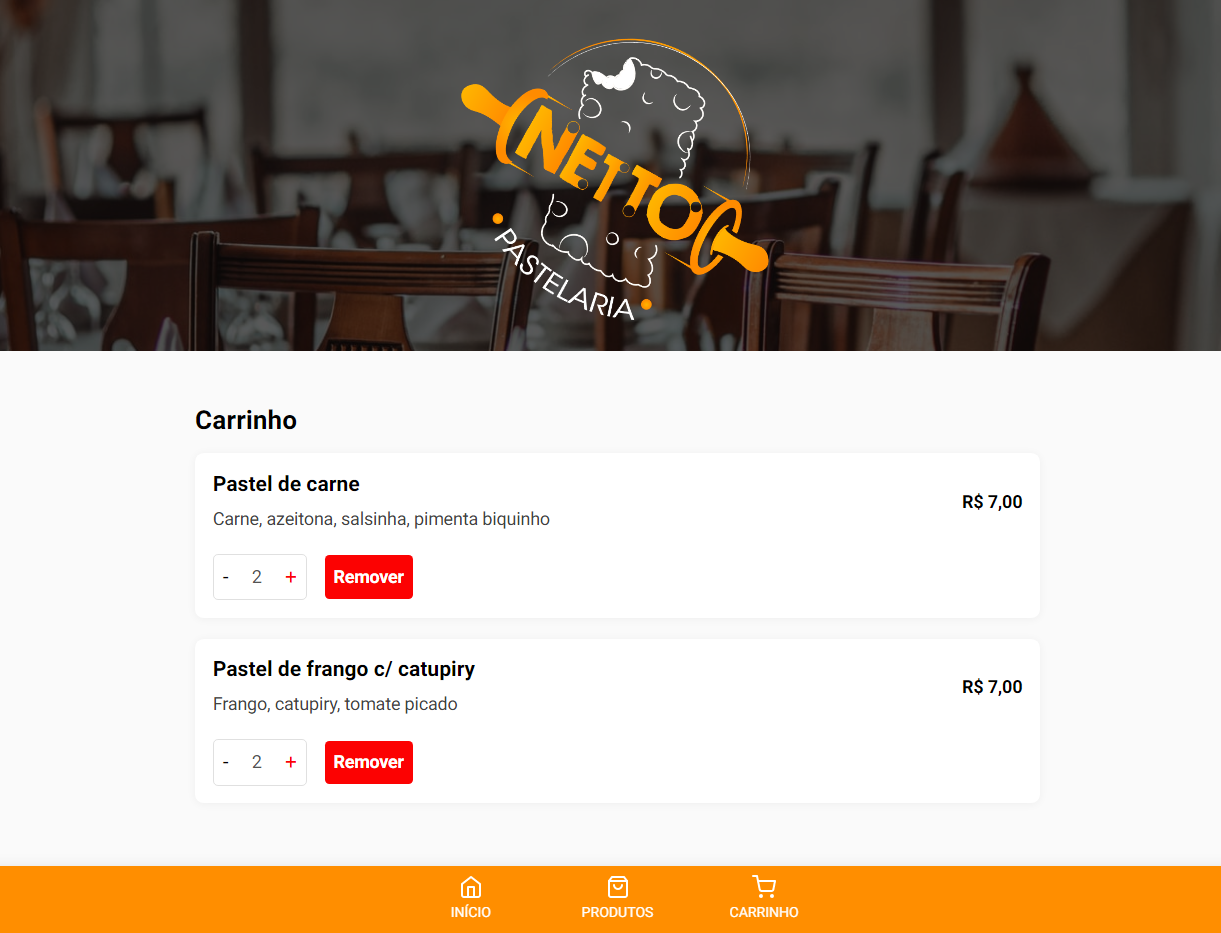 NETTO
PASTELARIA
Carrinho
Pastel de carne
R$ 7,00
Carne, azeitona, salsinha, pimenta biquinho
- 2 + Remover
Pastel de frango c/ catupiry
R$ 7,00
Frango, catupiry, tomate picado
- 2 + Remover
INÍCIO PRODUTOS CARRINHO